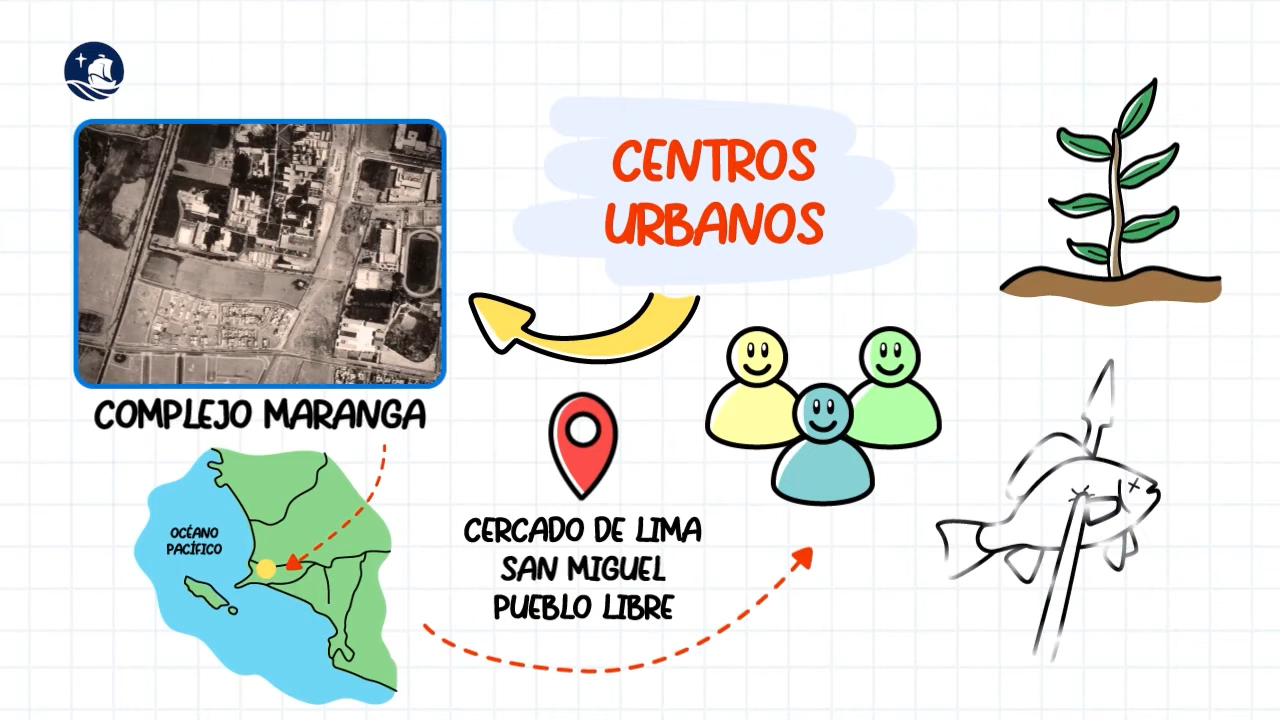 CENTROS
URBANOS
COMPLEJO MARANGA
OCÉANO
PACÍFICO
CERCADO DE LIMA
SAN MIGUEL
PUEBLO LIBRE